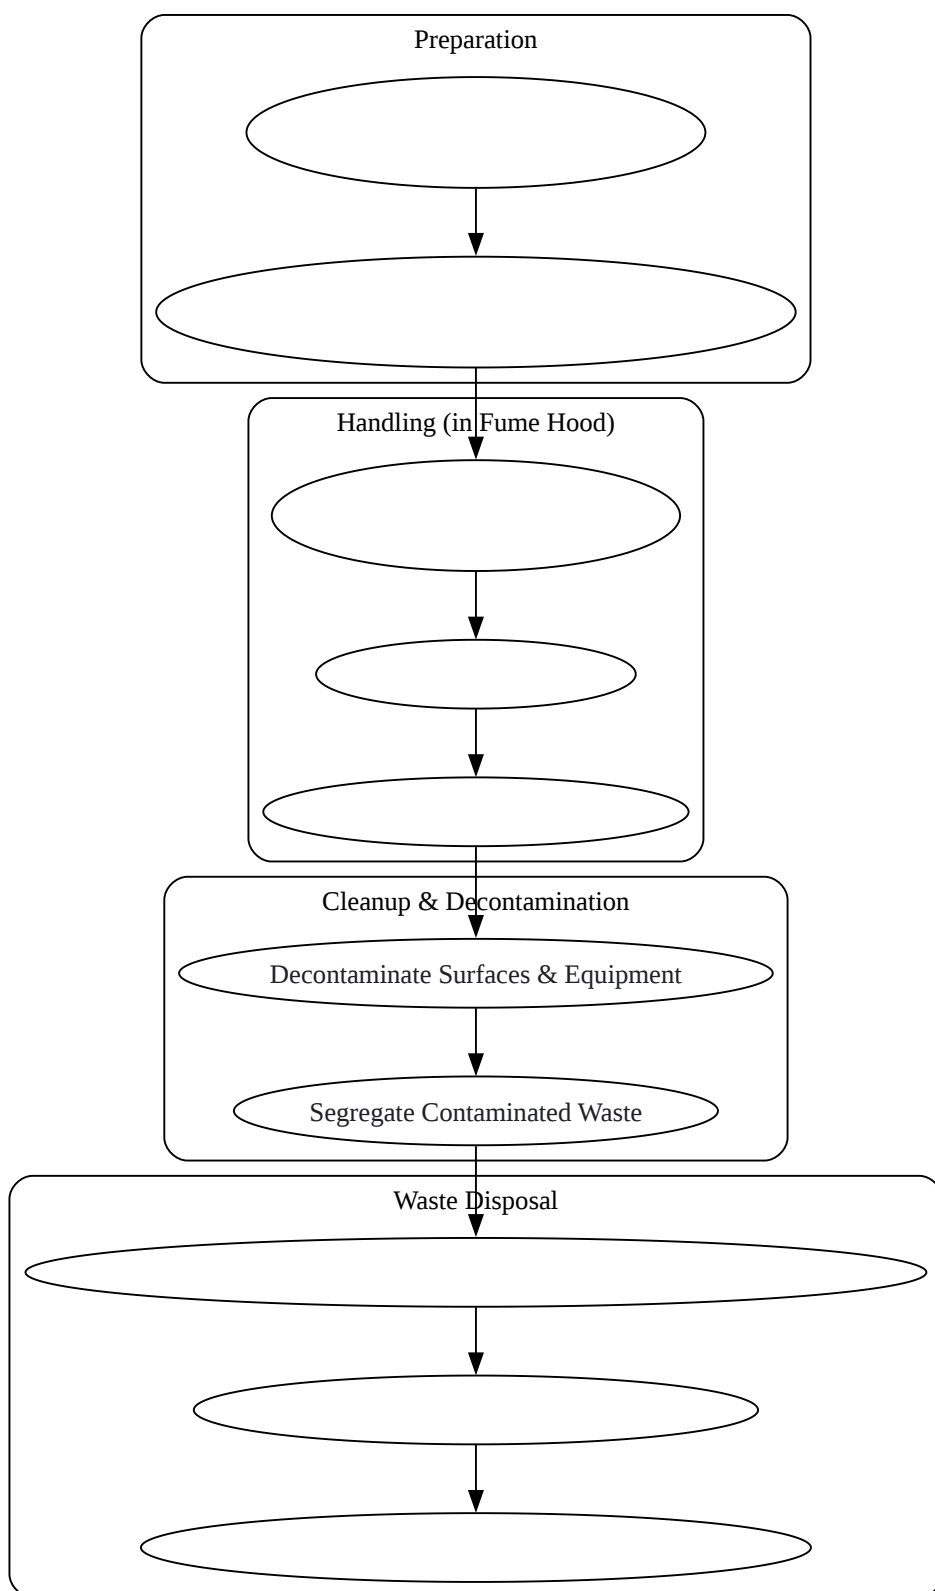 Preparation
Handling (in Fume Hood)
Cleanup & Decontamination
Decontaminate Surfaces & Equipment
Segregate Contaminated Waste
Waste Disposal